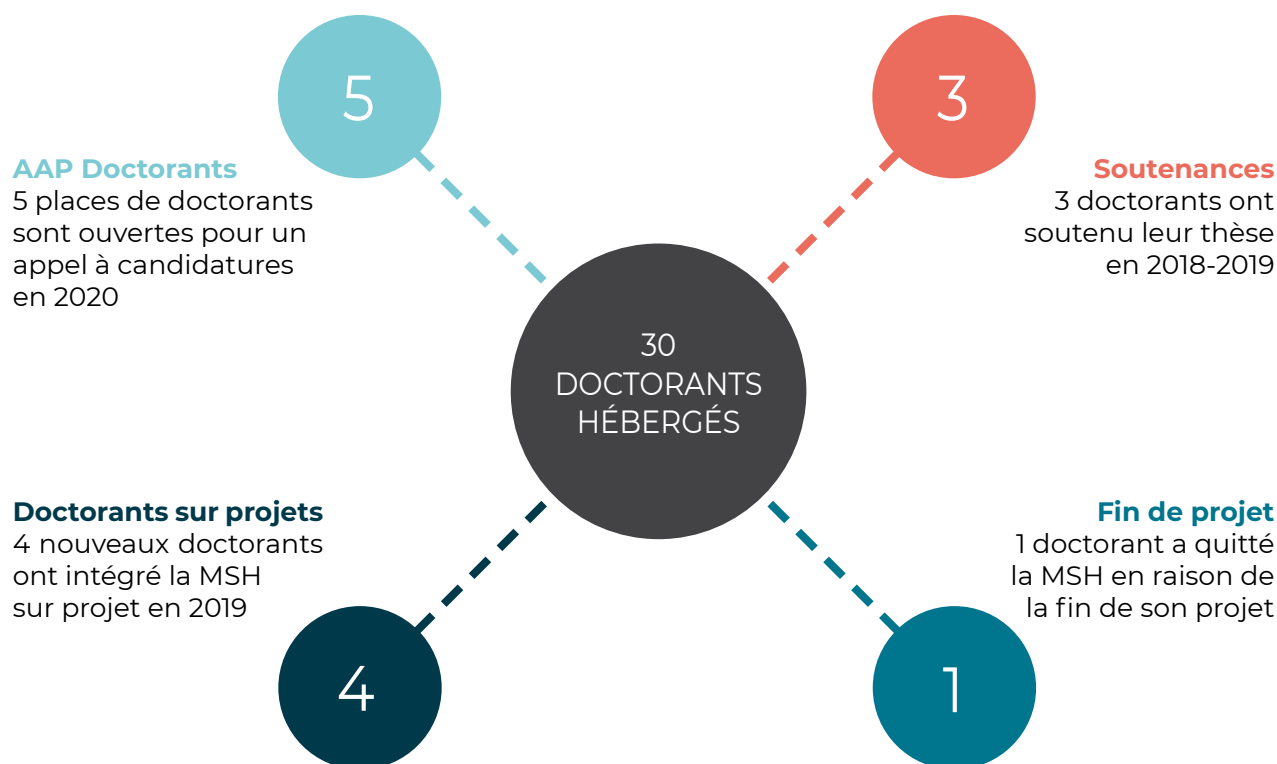 5
AAP Doctorants
5 places de doctorants
sont ouvertes pour un
appel à candidatures
en 2020
3
Soutenances
3 doctorants ont
soutenu leur thèse
en 2018-2019
30
DOCTORANTS
HÉBERGÉS
Doctorants sur projets
4 nouveaux doctorants
ont intégré la MSH
sur projet en 2019
4
Fin de projet
1 doctorant a quitté
la MSH en raison de
la fin de son projet
1